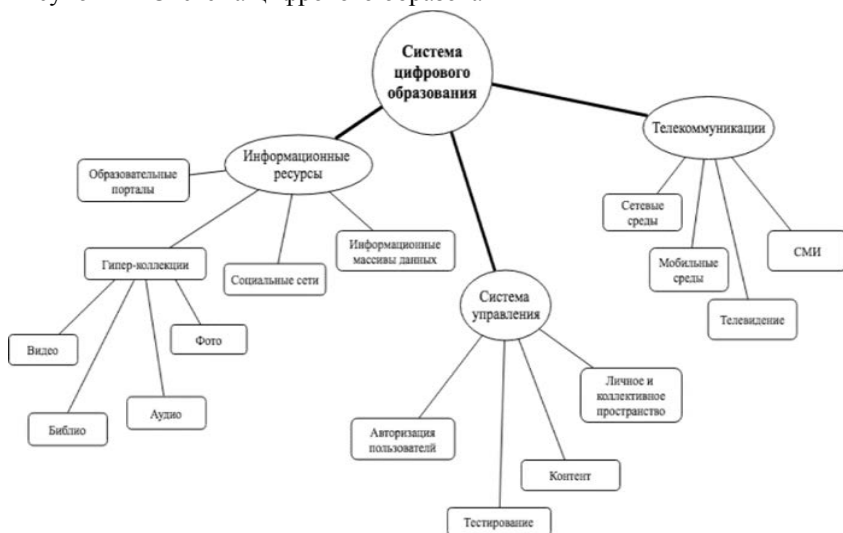 Система
цифрового
образования
Телекоммуникации
Информационные
ресурсы
Образовательные
порталы
Сетевые
среды
Информационные
массивы данных
СМИ
Гипер-коллекции
Мобильные
среды
Социальные сети
Система
управления
Телевидение
Фото
Видео
Личное и
коллективное
пространство
Аудио
Библио
Авторизация
пользователй
Контент
Тестирование